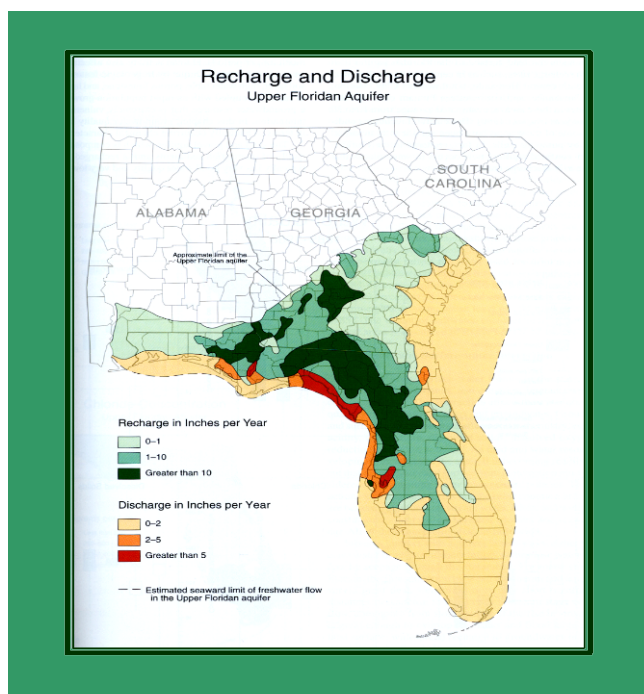 Recharge and Discharge
Upper Floridan Aquifer
SOUTH
CAROLINA
ALABAMA
GEORGIA
Approximate limit of the
Upper Floridan aquifer
Recharge in Inches per Year
0–1
1–10
Greater than 10
Discharge in Inches per Year
0–2
2–5
Greater than 5
Estimated seaward limit of freshwater flow
in the Upper Floridan aquifer